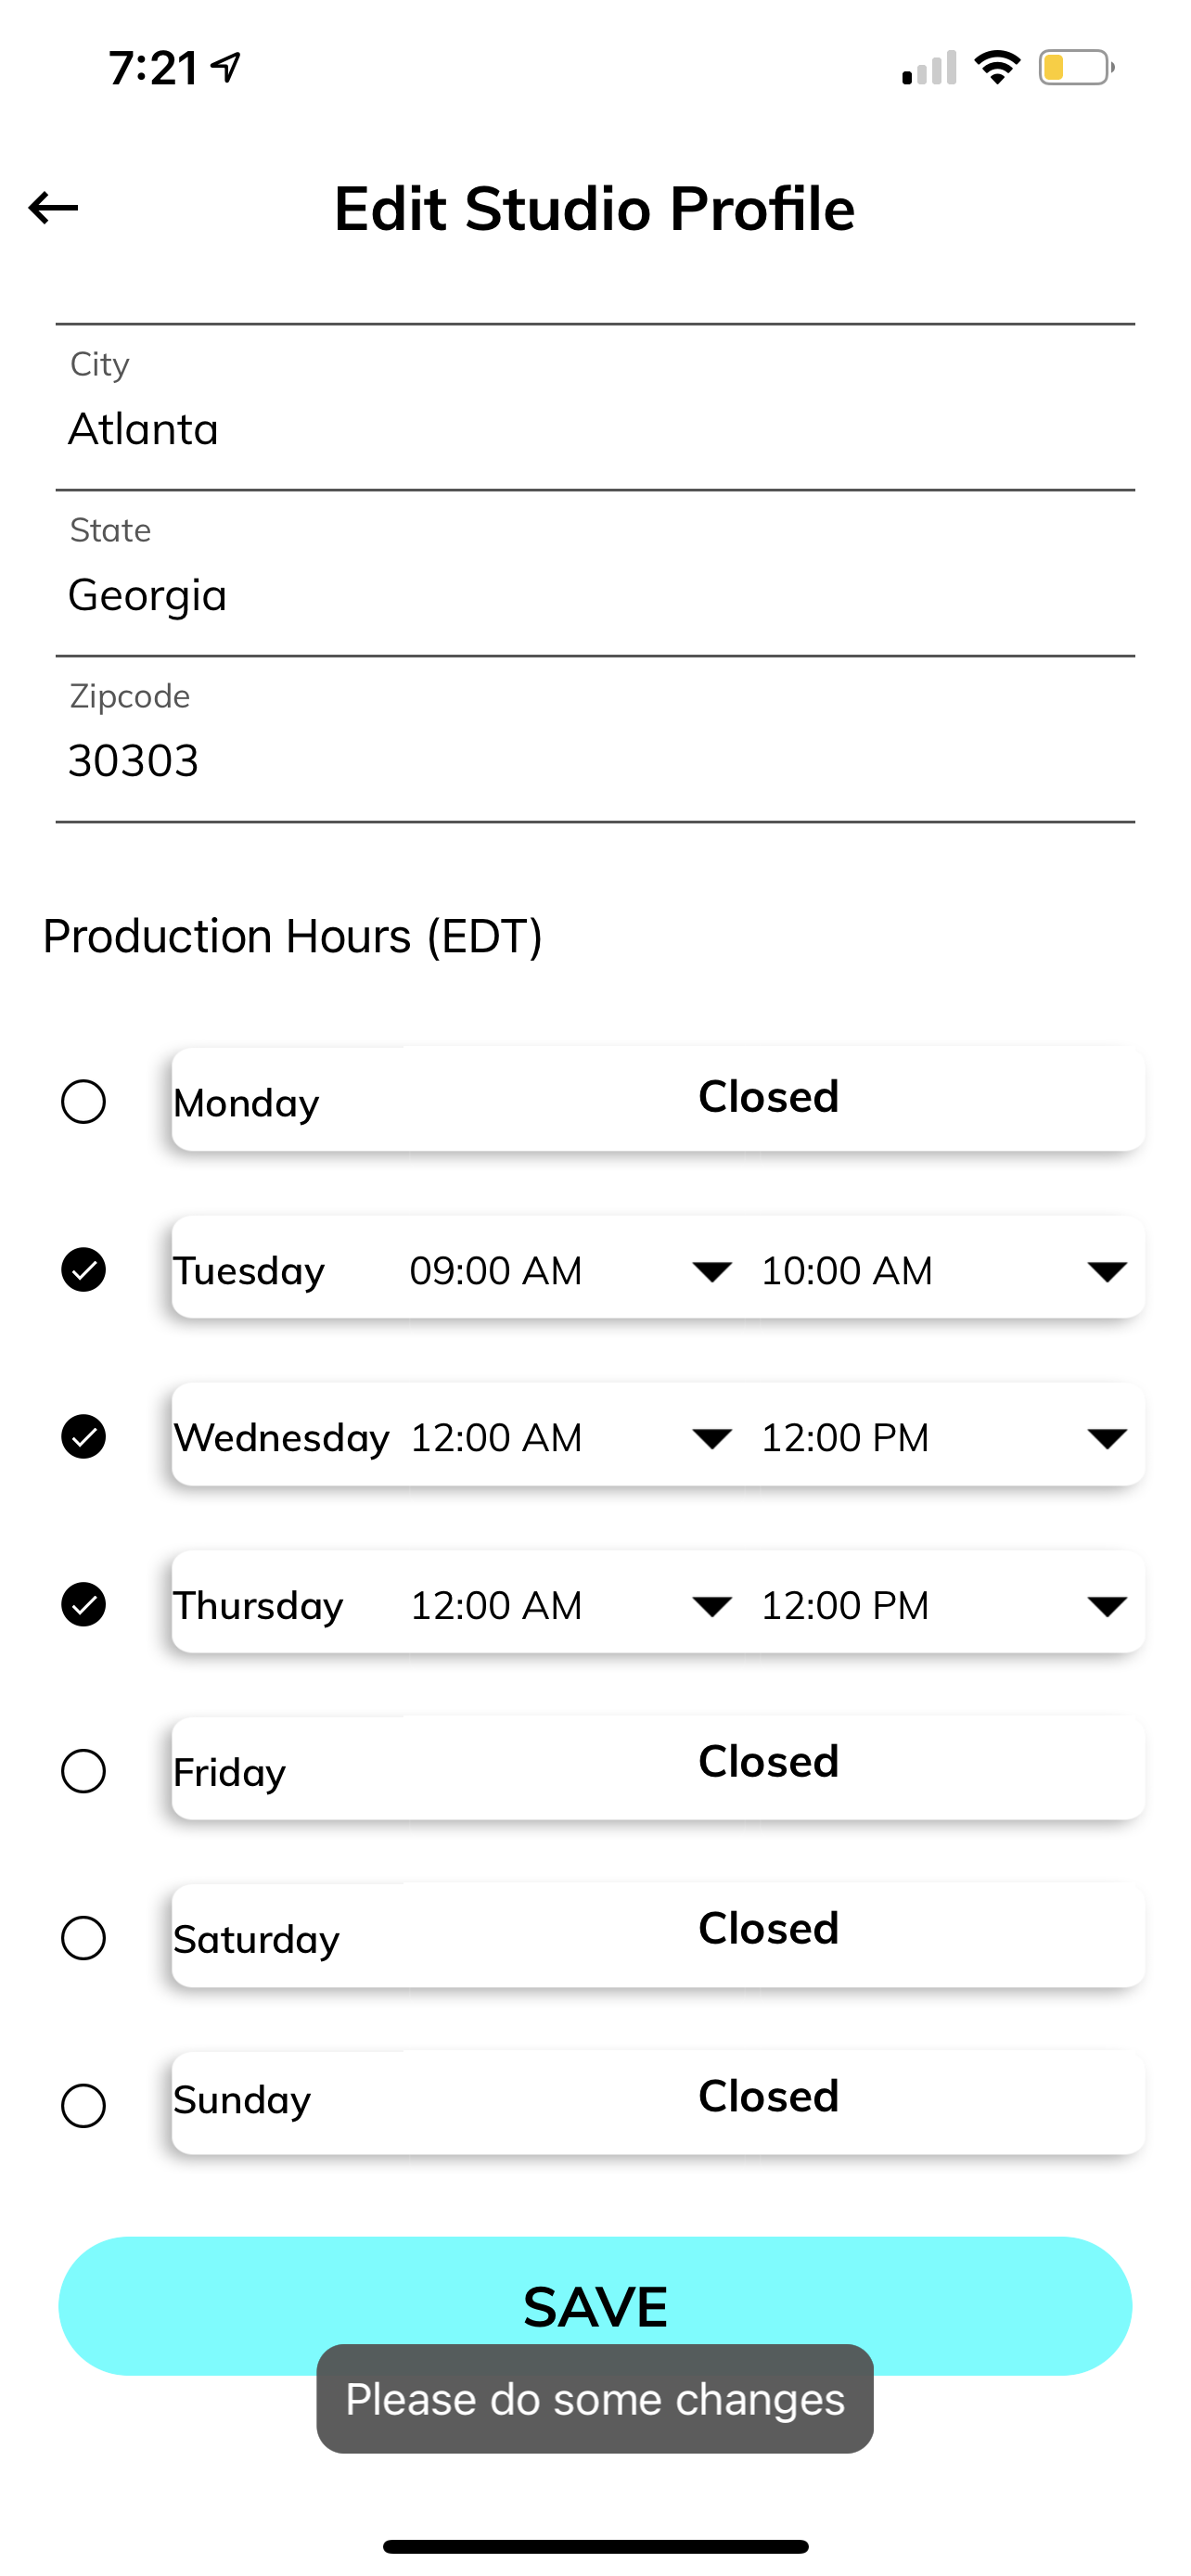 7:21
Edit Studio Profile
City
Atlanta
State
Georgia
Zipcode
30303
Production Hours (EDT)
Monday Closed
Tuesday 09:00 AM 10:00 AM
Wednesday 12:00 AM 12:00 PM
Thursday 12:00 AM 12:00 PM
Friday Closed
Saturday Closed
Sunday Closed
SAVE
Please do some changes